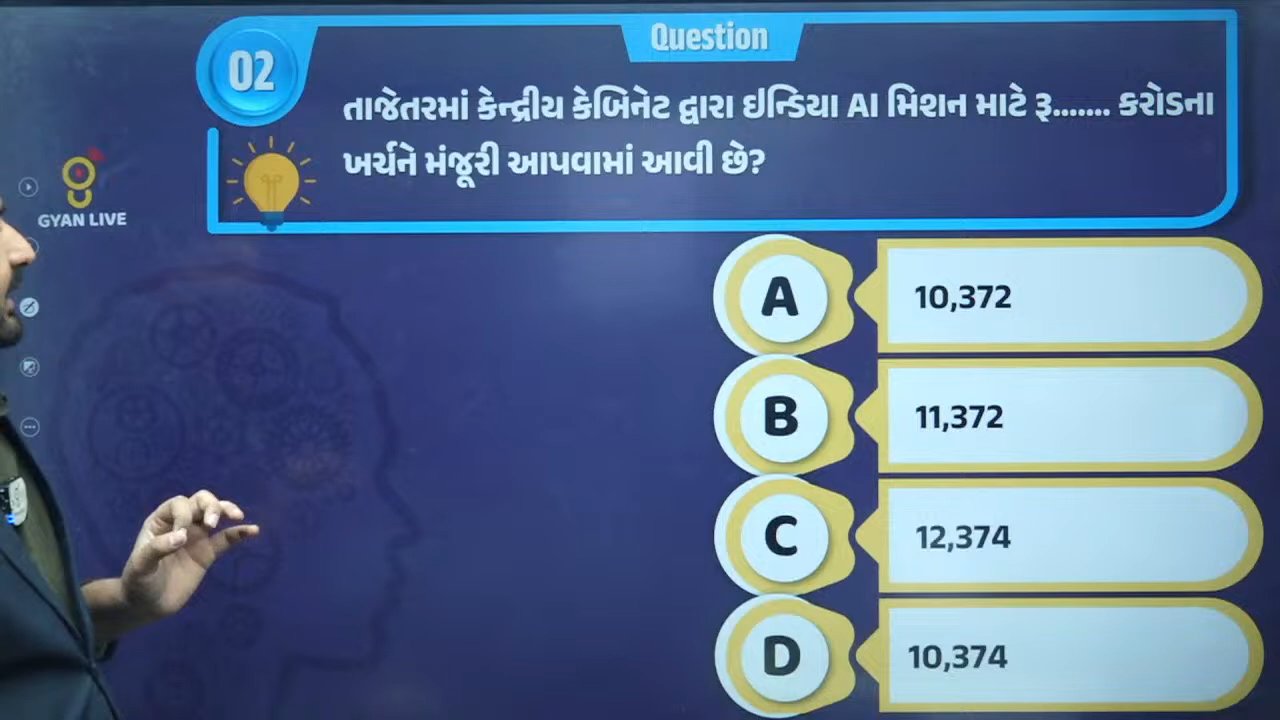 Question
02
તાજેતરમાં કેન્દ્રીય કેબિનેટ દ્વારા ઇન્ડિયા AI મિશન માટે રૂ....... કરોડના
ખર્ચને મંજૂરી આપવામાં આવી છે?
GYAN LIVE
A 10,372
B 11,372
C 12,374
D 10,374